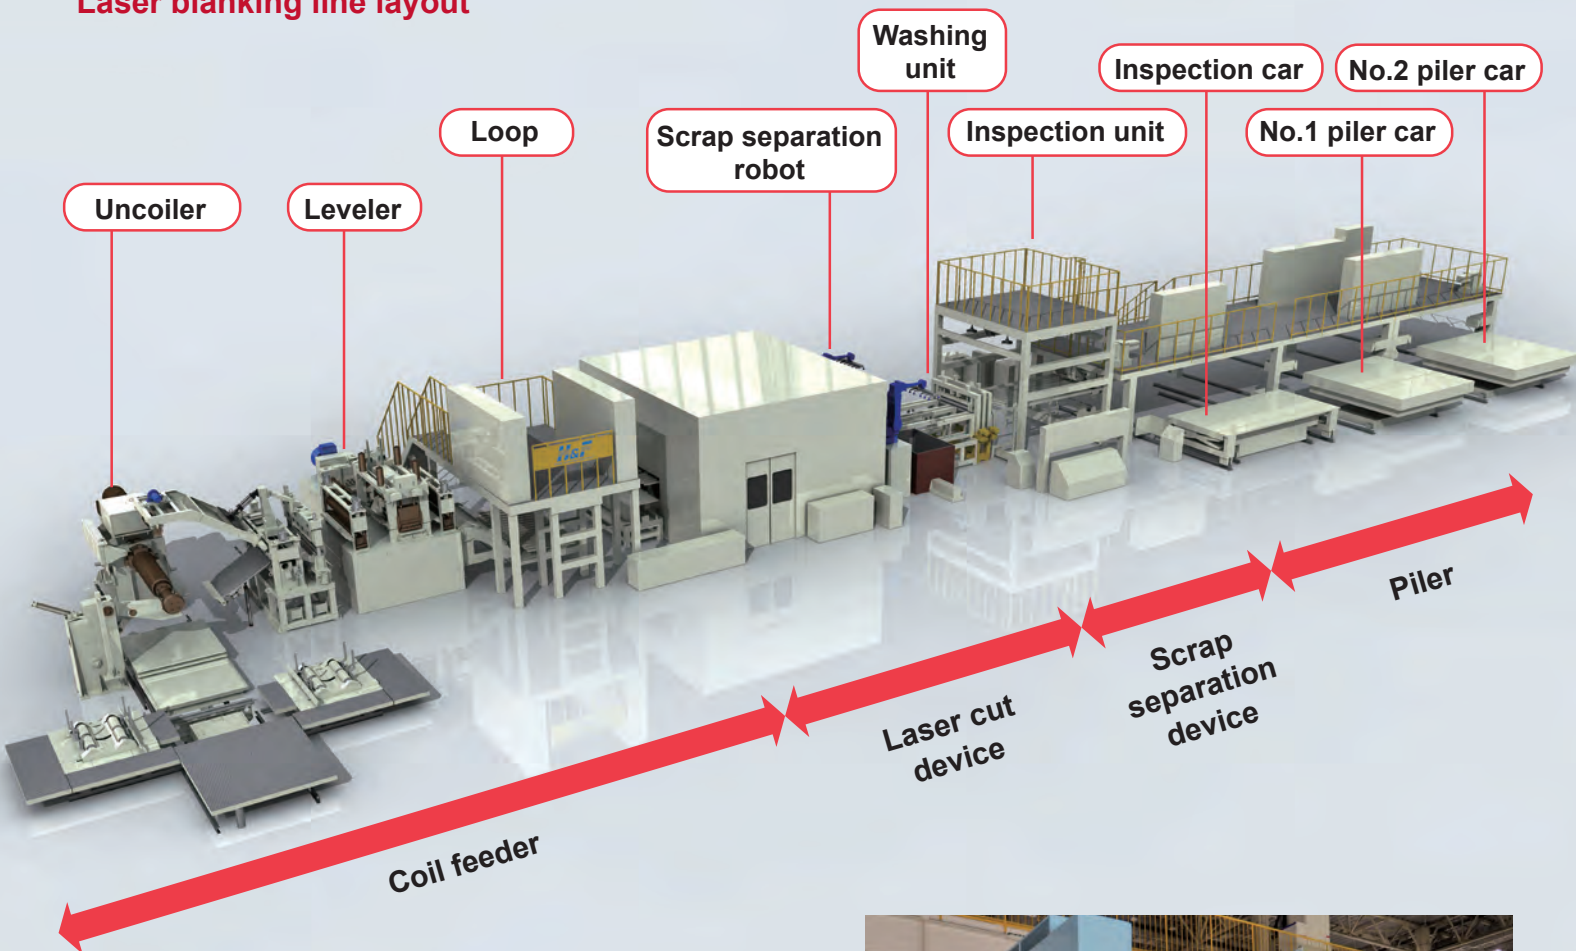 Laser blanking line layout
Washing
unit
Inspection car
No.2 piler car
Loop
Scrap separation
robot
Inspection unit
No.1 piler car
Uncoiler
Leveler
H&F
Piler
Scrap
separation
device
Laser cut
device
Coil feeder